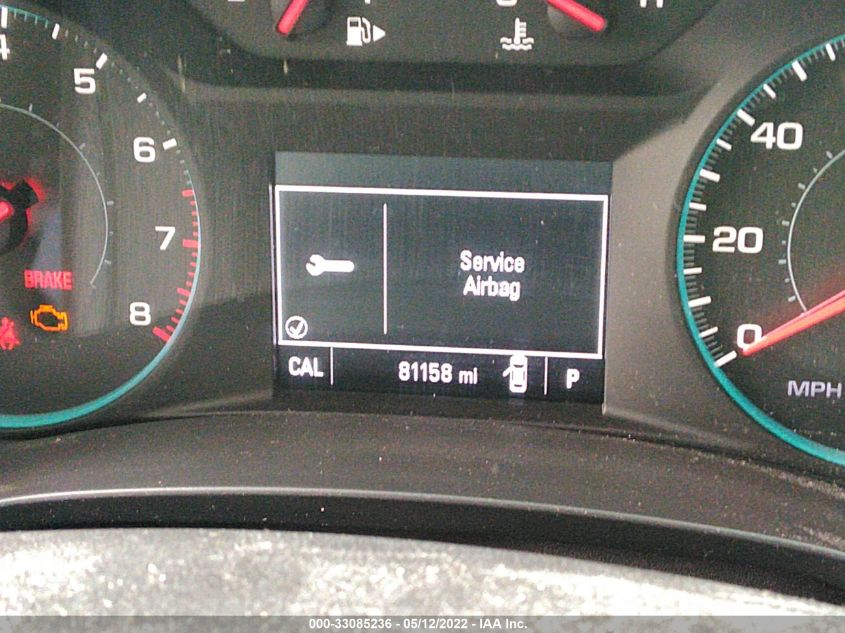 4
5
6
7
8
BRAKE
H
Service
Airbag
CAL 81158 mi P
40
20
0
MPH
000-33085236 - 05/12/2022 - IAA Inc.